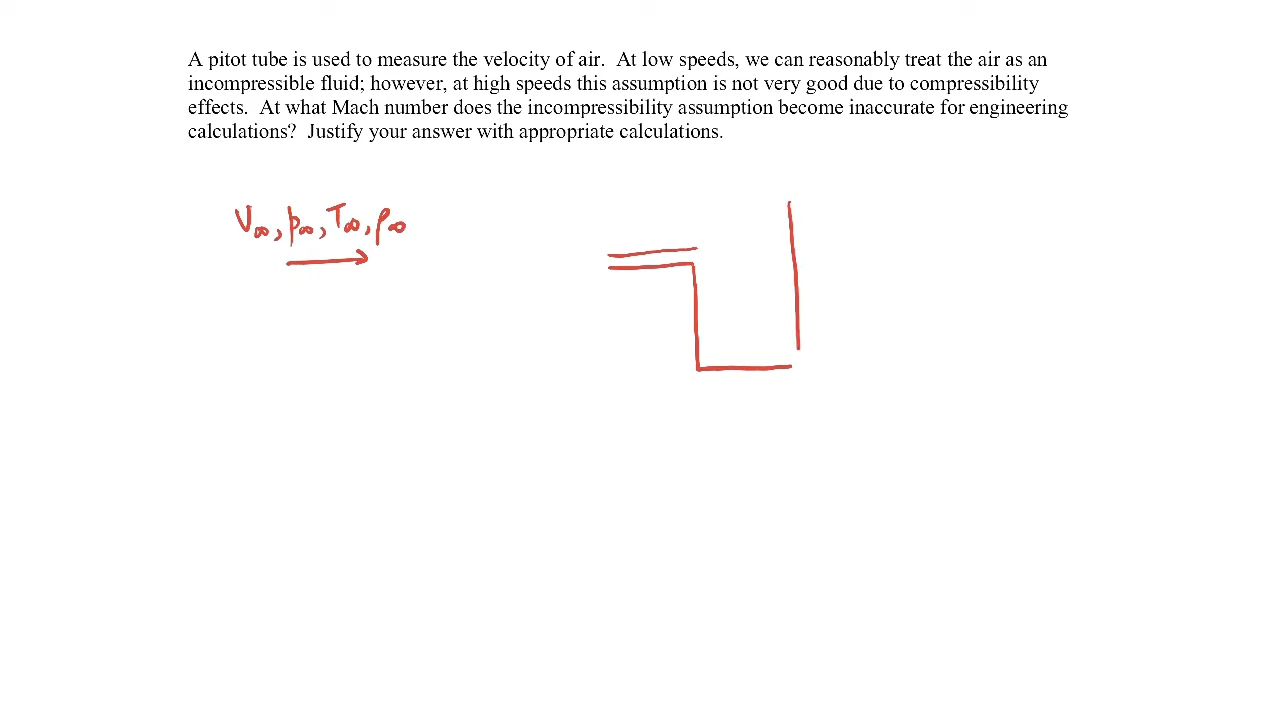 A pitot tube is used to measure the velocity of air.  At low speeds, we can reasonably treat the air as an
incompressible fluid; however, at high speeds this assumption is not very good due to compressibility
effects.  At what Mach number does the incompressibility assumption become inaccurate for engineering
calculations?  Justify your answer with appropriate calculations.
V∞, p∞, T∞, ρ∞